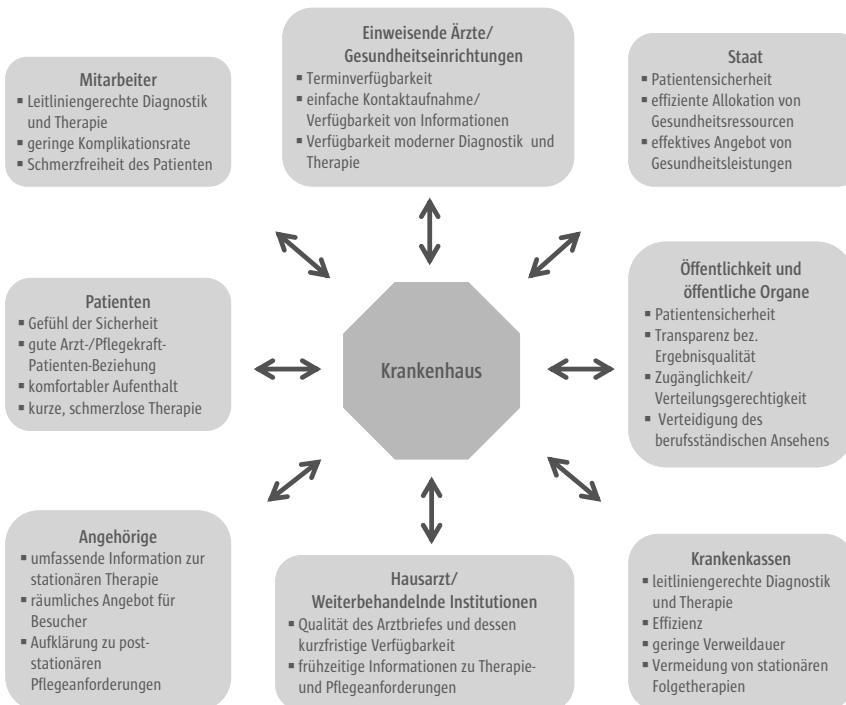 Einweisende Ärzte/
Gesundheitseinrichtungen
▪ Terminverfügbarkeit
▪ einfache Kontaktaufnahme/
Verfügbarkeit von Informationen
▪ Verfügbarkeit moderner Diagnostik und
Therapie
Mitarbeiter
▪ Leitliniengerechte Diagnostik
und Therapie
▪ geringe Komplikationsrate
▪ Schmerzfreiheit des Patienten
Staat
▪ Patientensicherheit
▪ effiziente Allokation von
Gesundheitsressourcen
▪ effektives Angebot von
Gesundheitsleistungen
Patienten
▪ Gefühl der Sicherheit
▪ gute Arzt-/Pflegekraft-
Patienten-Beziehung
▪ komfortabler Aufenthalt
▪ kurze, schmerzlose Therapie
Krankenhaus
Öffentlichkeit und
öffentliche Organe
▪ Patientensicherheit
▪ Transparenz bez.
Ergebnisqualität
▪ Zugänglichkeit/
Verteilungsgerechtigkeit
▪ Verteidigung des
berufsständischen Ansehens
Angehörige
▪ umfassende Information zur
stationären Therapie
▪ räumliches Angebot für
Besucher
▪ Aufklärung zu post-
stationären
Pflegeanforderungen
Hausarzt/
Weiterbehandelnde Institutionen
▪ Qualität des Arztbriefes und dessen
kurzfristige Verfügbarkeit
▪ frühzeitige Informationen zu Therapie-
und Pflegeanforderungen
Krankenkassen
▪ leitliniengerechte Diagnostik
und Therapie
▪ Effizienz
▪ geringe Verweildauer
▪ Vermeidung von stationären
Folgetherapien